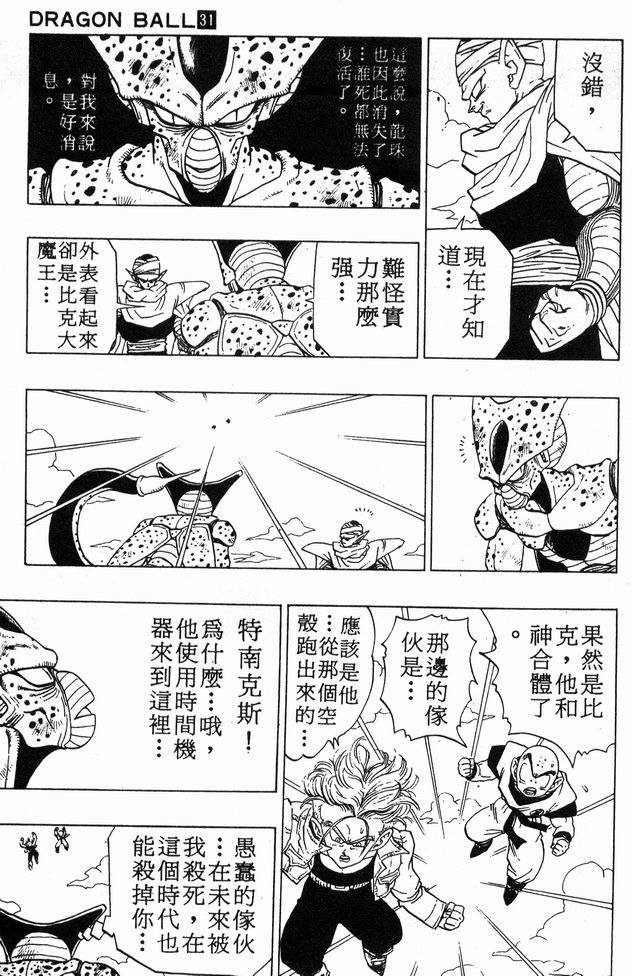 DRAGON BALL 31
沒錯，
現在才知
道…
這麼說，龍珠
也因此消失了
…誰死都無法
復活了。
對我來說
，是好消
息。
難怪實
力那麼
强…
外表看起來
卻是比克大
魔王…
果然是比
克，他和
神合體了
。
那邊的傢
伙是…
應該是他
…從那個空
殼跑出來的…
特南克斯！
爲什麼…哦，
他使用時間機
器來到這裡…
愚蠢的傢伙
…在未來被
我殺死，在
這個時代也
能殺掉你…